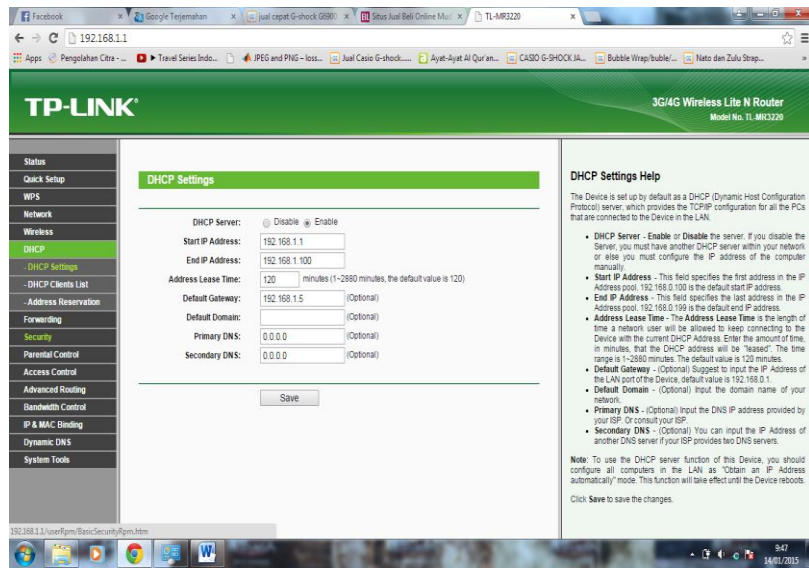 Facebook
Google Terjemahan
jual cepat G-shock G6900
Situs Jual Beli Online Mud
TL-MR3220
192.168.1.1
Apps
Pengolahan Citra - ...
Travel Series Indo...
JPEG and PNG – loss...
Jual Casio G-shock......
Ayat-Ayat Al Qur'an...
CASIO G-SHOCK JA...
Bubble Wrap/buble/...
Nato dan Zulu Strap...
TP-LINK®
3G/4G Wireless Lite N Router
Model No. TL-MR3220
Status
Quick Setup
WPS
Network
Wireless
DHCP
- DHCP Settings
- DHCP Clients List
- Address Reservation
Forwarding
Security
Parental Control
Access Control
Advanced Routing
Bandwidth Control
IP & MAC Binding
Dynamic DNS
System Tools
DHCP Settings
DHCP Server: Disable Enable
Start IP Address: 192.168.1.1
End IP Address: 192.168.1.100
Address Lease Time: 120 minutes (1~2880 minutes, the default value is 120)
Default Gateway: 192.168.1.5 (Optional)
Default Domain: (Optional)
Primary DNS: 0.0.0.0 (Optional)
Secondary DNS: 0.0.0.0 (Optional)
Save
DHCP Settings Help
The Device is set up by default as a DHCP (Dynamic Host Configuration
Protocol) server, which provides the TCP/IP configuration for all the PCs
that are connected to the Device in the LAN.
• DHCP Server - Enable or Disable the server. If you disable the
Server, you must have another DHCP server within your network
or else you must configure the IP address of the computer
manually.
• Start IP Address - This field specifies the first address in the IP
Address pool. 192.168.0.100 is the default start IP address.
• End IP Address - This field specifies the last address in the IP
Address pool. 192.168.0.199 is the default end IP address.
• Address Lease Time - The Address Lease Time is the length of
time a network user will be allowed to keep connecting to the
Device with the current DHCP Address. Enter the amount of time,
in minutes, that the DHCP address will be "leased". The time
range is 1~2880 minutes. The default value is 120 minutes.
• Default Gateway - (Optional) Suggest to input the IP Address of
the LAN port of the Device, default value is 192.168.0.1.
• Default Domain - (Optional) Input the domain name of your
network.
• Primary DNS - (Optional) Input the DNS IP address provided by
your ISP. Or consult your ISP.
• Secondary DNS - (Optional) You can input the IP Address of
another DNS server if your ISP provides two DNS servers.
Note: To use the DHCP server function of this Device, you should
configure all computers in the LAN as "Obtain an IP Address
automatically" mode. This function will take effect until the Device reboots.
Click Save to save the changes.
192.168.1.1/userRpm/BasicSecurityRpm.htm
9:47
14/01/2015